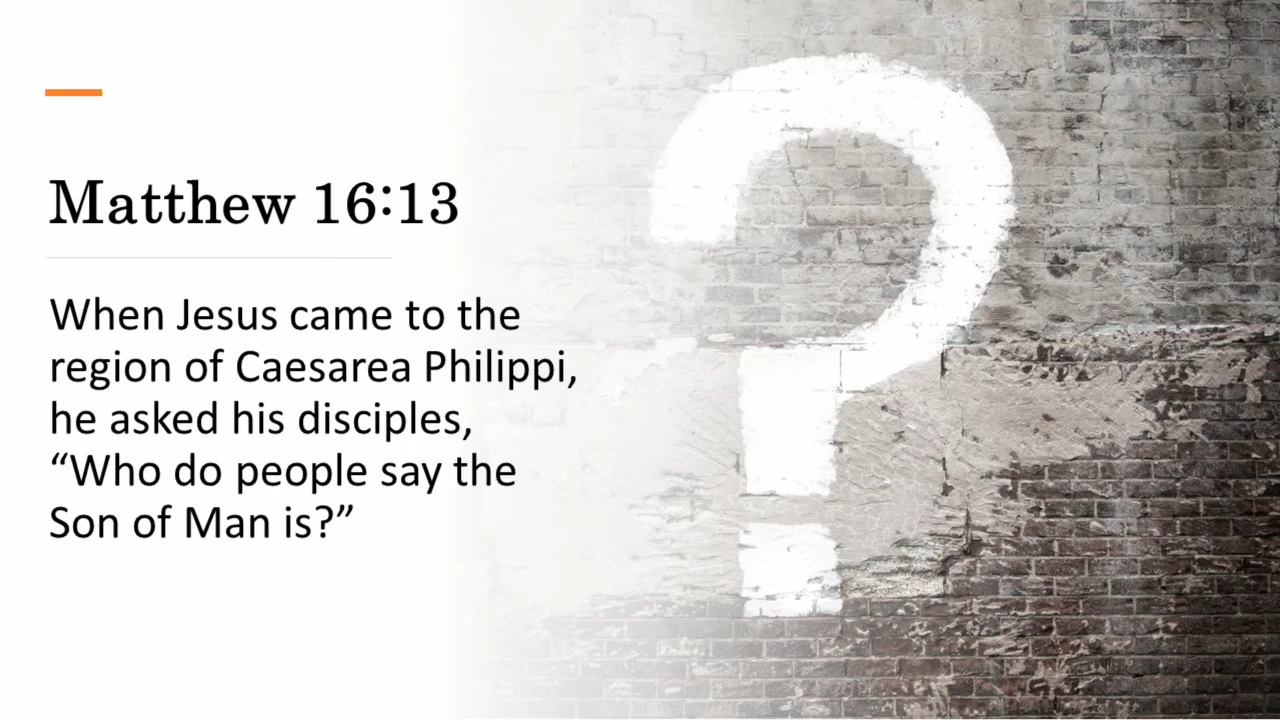 Matthew 16:13
When Jesus came to the
region of Caesarea Philippi,
he asked his disciples,
“Who do people say the
Son of Man is?”